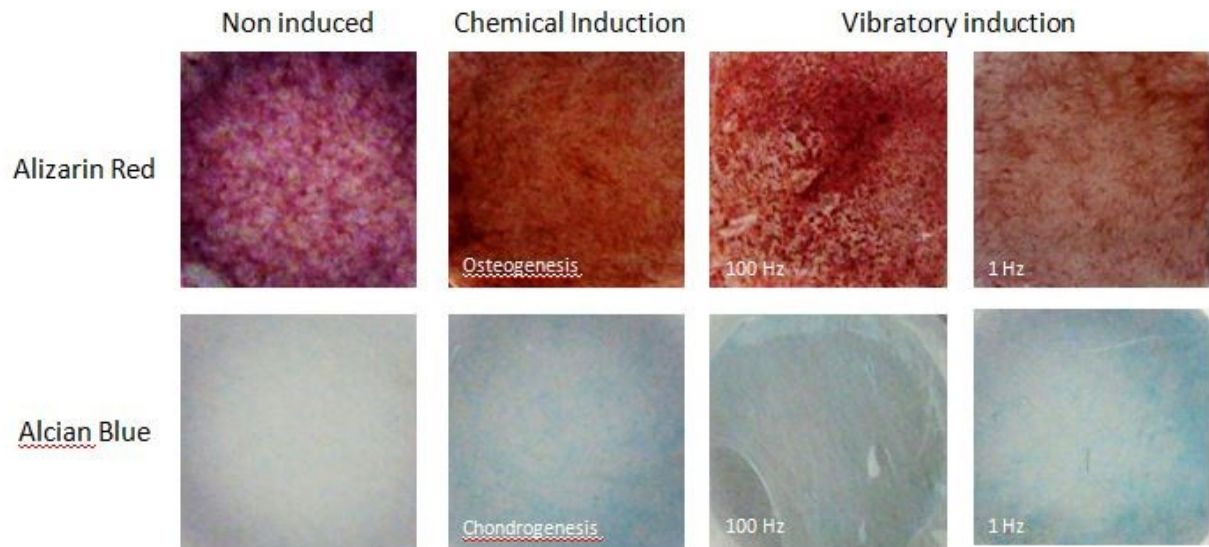 Non induced
Chemical Induction
Vibratory induction
Alizarin Red
Osteogenesis
100 Hz
1 Hz
Alcian Blue
Chondrogenesis
100 Hz
1 Hz